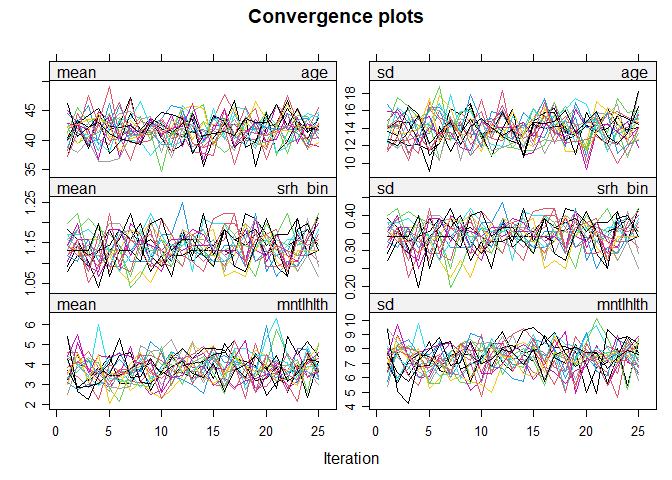 Convergence plots
mean age
sd age
35 40 45
10 12 14 16 18
mean srh_bin
sd srh_bin
1.05 1.15 1.25
0.20 0.30 0.40
mean mntlhlth
sd mntlhlth
2 3 4 5 6
4 5 6 7 8 9 10
0 5 10 15 20 25
0 5 10 15 20 25
Iteration